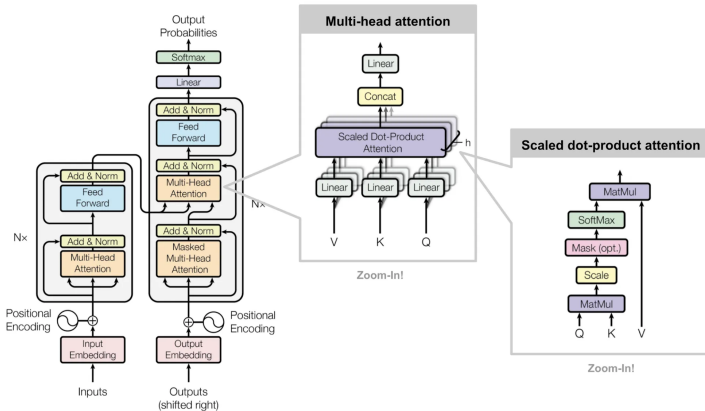 Output
Probabilities
Softmax
Linear
Add & Norm
Feed
Forward
Add & Norm
Multi-Head
Attention
Add & Norm
Masked
Multi-Head
Attention
Nx
Add & Norm
Feed
Forward
Add & Norm
Multi-Head
Attention
Nx
Positional
Encoding
Positional
Encoding
Input
Embedding
Output
Embedding
Inputs
Outputs
(shifted right)
Multi-head attention
Linear
Concat
Scaled Dot-Product
Attention
h
Linear Linear Linear
V K Q
Zoom-In!
Scaled dot-product attention
MatMul
SoftMax
Mask (opt.)
Scale
MatMul
Q K V
Zoom-In!